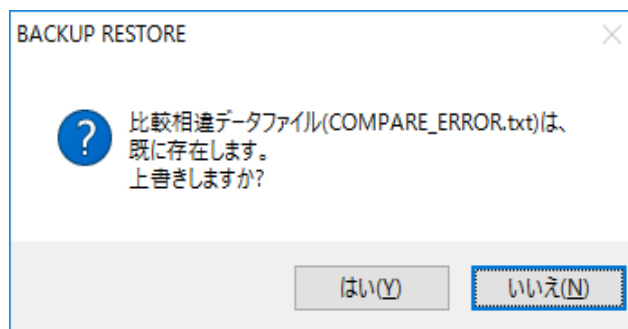 BACKUP RESTORE
比較相違データファイル(COMPARE_ERROR.txt)は、
既に存在します。
上書きしますか?
はい(Y)
いいえ(N)